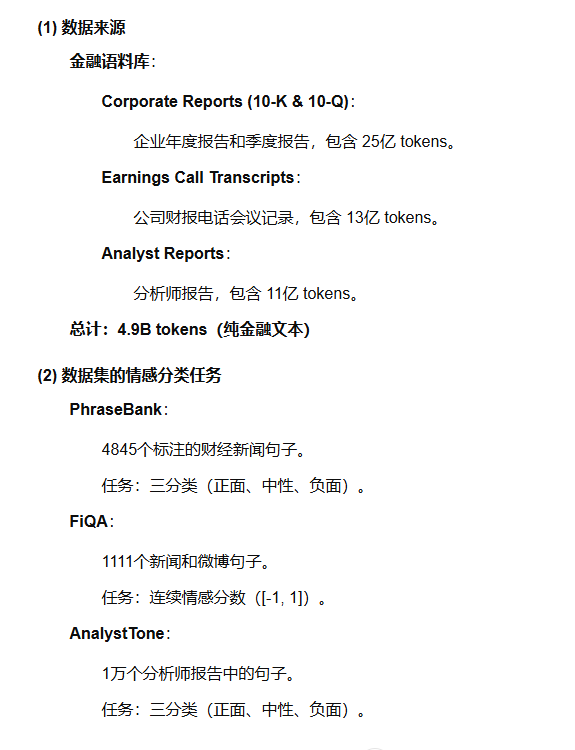 (1) 数据来源
金融语料库：
Corporate Reports (10-K & 10-Q)：
企业年度报告和季度报告，包含 25亿 tokens。
Earnings Call Transcripts：
公司财报电话会议记录，包含 13亿 tokens。
Analyst Reports：
分析师报告，包含 11亿 tokens。
总计：4.9B tokens（纯金融文本）
(2) 数据集的情感分类任务
PhraseBank：
4845个标注的财经新闻句子。
任务：三分类（正面、中性、负面）。
FiQA：
1111个新闻和微博句子。
任务：连续情感分数（[-1, 1]）。
AnalystTone：
1万个分析师报告中的句子。
任务：三分类（正面、中性、负面）。